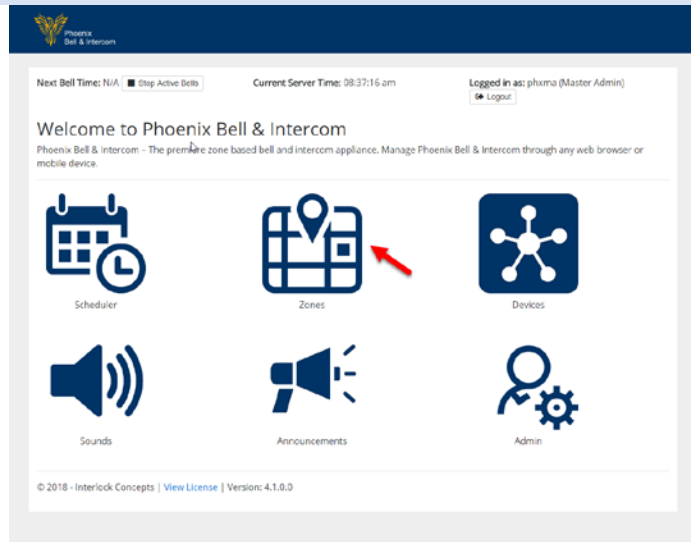 Phoenix
Bell & Intercom
Next Bell Time: N/A Stop Active Bells Current Server Time: 08:37:16 am Logged in as: phxma (Master Admin)
Logout
Welcome to Phoenix Bell & Intercom
Phoenix Bell & Intercom – The premiere zone based bell and intercom appliance. Manage Phoenix Bell & Intercom through any web browser or
mobile device.
Scheduler Zones Devices
Sounds Announcements Admin
© 2018 - Interlock Concepts | View License | Version: 4.1.0.0